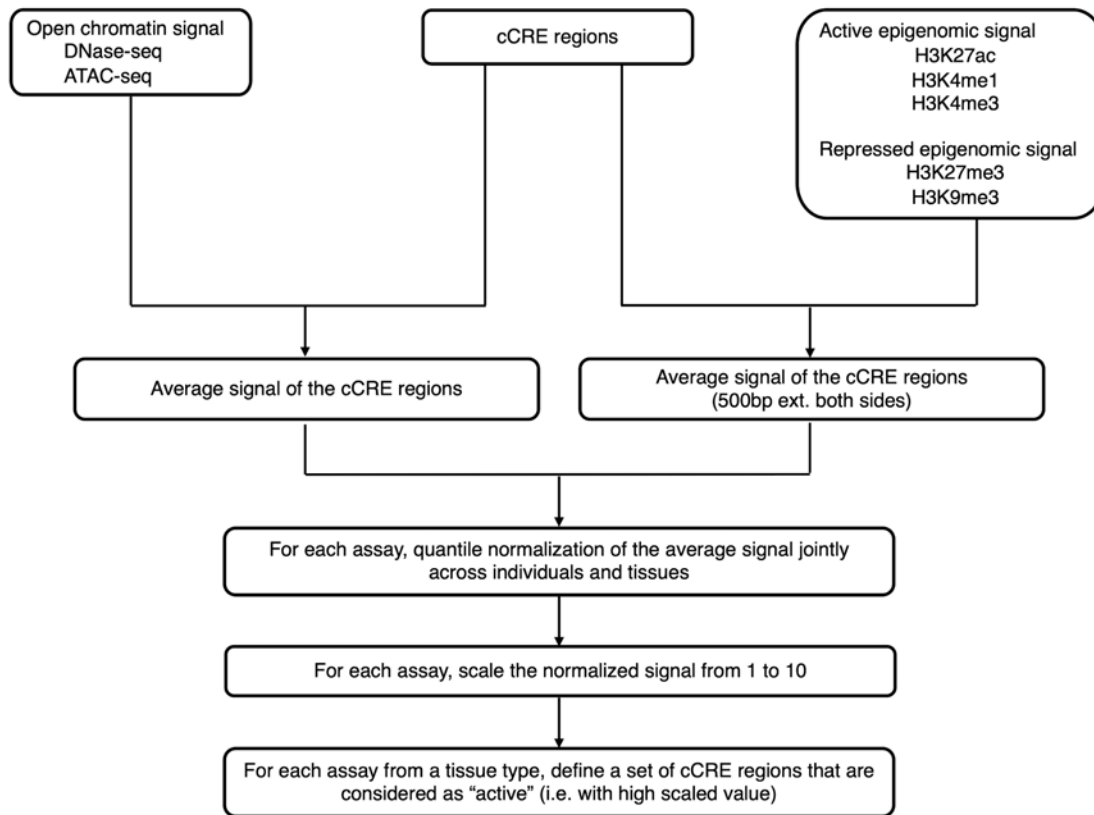 Open chromatin signal
DNase-seq
ATAC-seq
cCRE regions
Active epigenomic signal
H3K27ac
H3K4me1
H3K4me3
Repressed epigenomic signal
H3K27me3
H3K9me3
Average signal of the cCRE regions
Average signal of the cCRE regions
(500bp ext. both sides)
For each assay, quantile normalization of the average signal jointly
across individuals and tissues
For each assay, scale the normalized signal from 1 to 10
For each assay from a tissue type, define a set of cCRE regions that are
considered as “active” (i.e. with high scaled value)